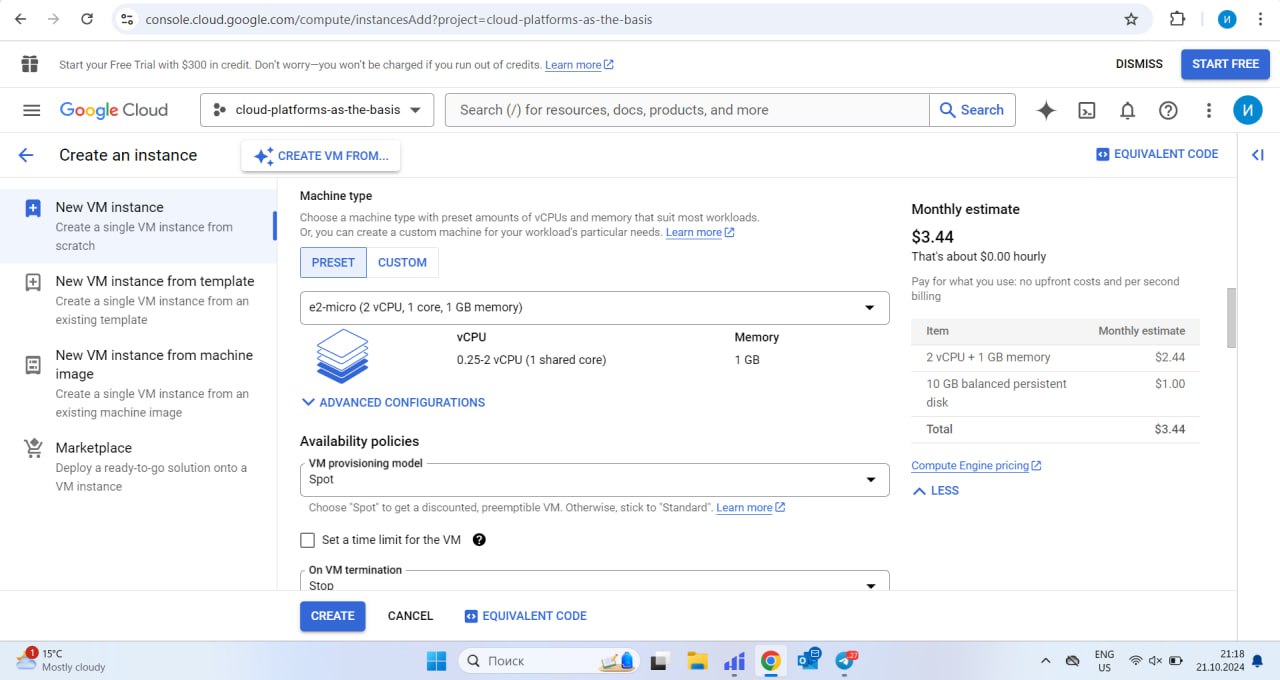 console.cloud.google.com/compute/instancesAdd?project=cloud-platforms-as-the-basis
И
Start your Free Trial with $300 in credit. Don't worry—you won't be charged if you run out of credits. Learn more
DISMISS
START FREE
Google Cloud
cloud-platforms-as-the-basis
Search (/) for resources, docs, products, and more
Search
И
Create an instance
CREATE VM FROM...
EQUIVALENT CODE
New VM instance
Create a single VM instance from
scratch
New VM instance from template
Create a single VM instance from an
existing template
New VM instance from machine
image
Create a single VM instance from an
existing machine image
Marketplace
Deploy a ready-to-go solution onto a
VM instance
Machine type
Choose a machine type with preset amounts of vCPUs and memory that suit most workloads.
Or, you can create a custom machine for your workload's particular needs. Learn more
PRESET
CUSTOM
e2-micro (2 vCPU, 1 core, 1 GB memory)
vCPU
Memory
0.25-2 vCPU (1 shared core)
1 GB
ADVANCED CONFIGURATIONS
Availability policies
VM provisioning model
Spot
Choose "Spot" to get a discounted, preemptible VM. Otherwise, stick to "Standard". Learn more
Set a time limit for the VM
On VM termination
Stop
CREATE
CANCEL
EQUIVALENT CODE
Monthly estimate
$3.44
That's about $0.00 hourly
Pay for what you use: no upfront costs and per second
billing
Item
Monthly estimate
2 vCPU + 1 GB memory
$2.44
10 GB balanced persistent
disk
$1.00
Total
$3.44
Compute Engine pricing
LESS
1
15°C
Mostly cloudy
Поиск
ENG
US
21:18
21.10.2024